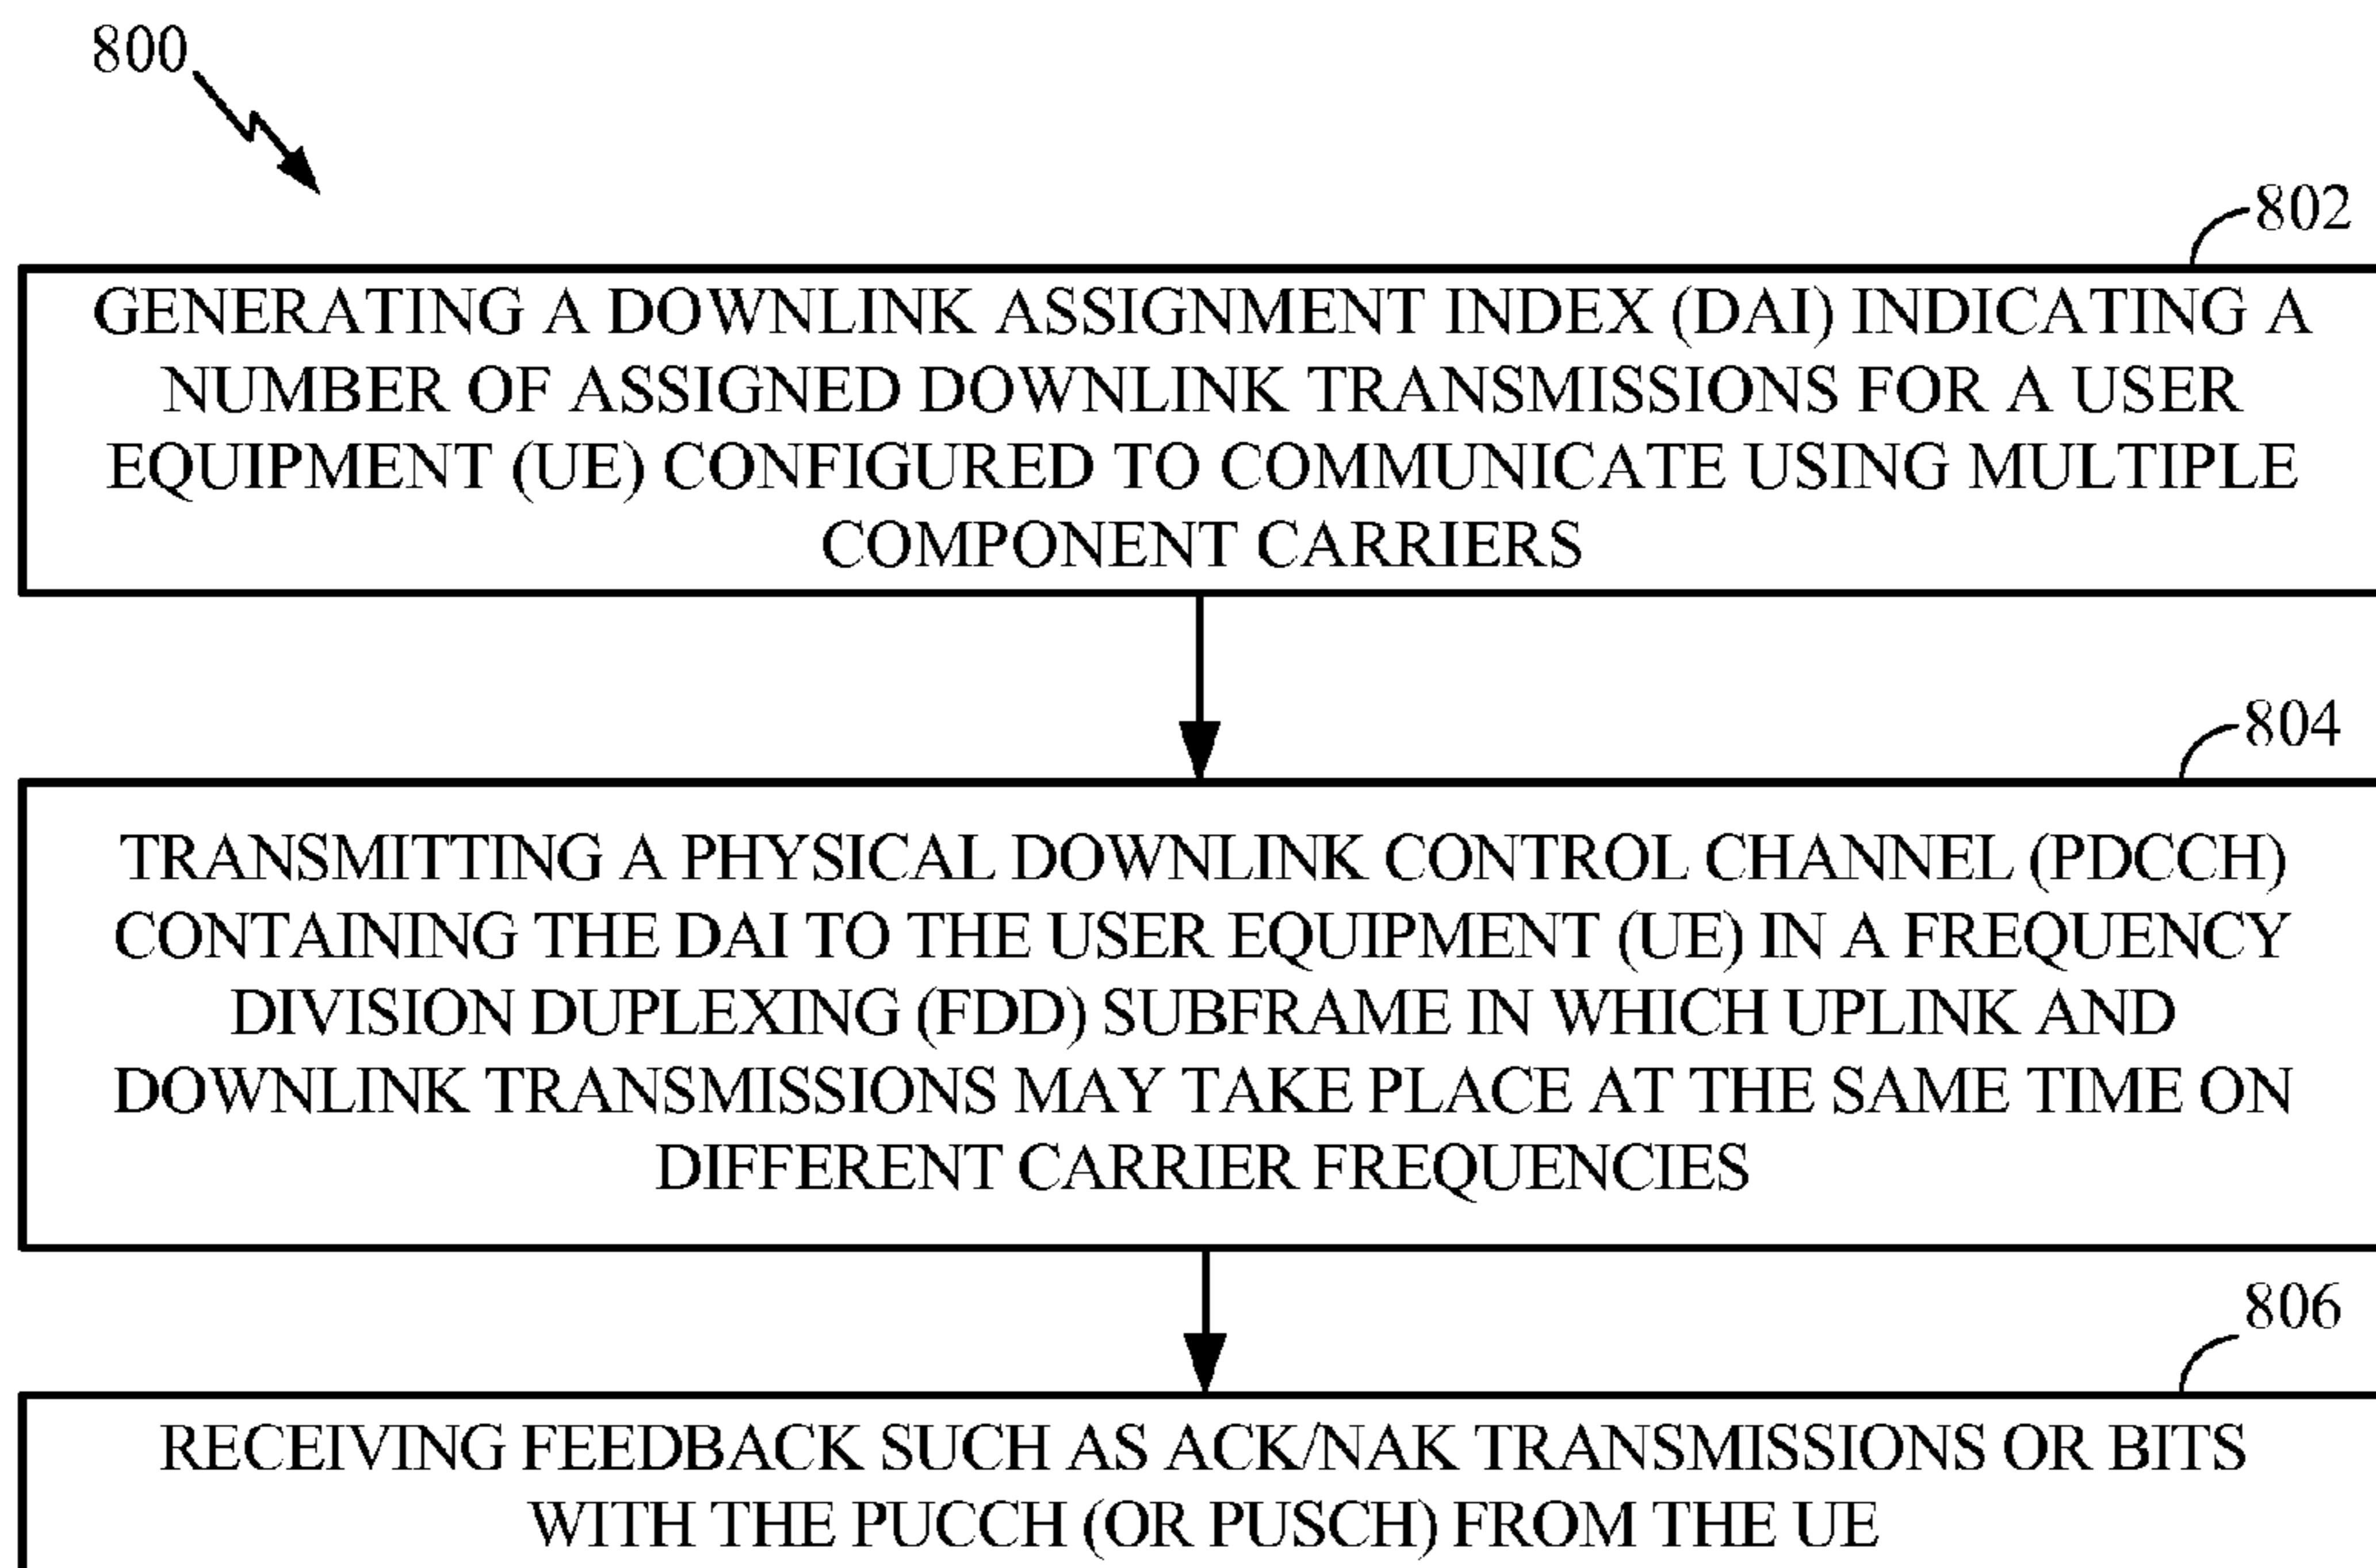 800
802
GENERATING A DOWNLINK ASSIGNMENT INDEX (DAI) INDICATING A
NUMBER OF ASSIGNED DOWNLINK TRANSMISSIONS FOR A USER
EQUIPMENT (UE) CONFIGURED TO COMMUNICATE USING MULTIPLE
COMPONENT CARRIERS
804
TRANSMITTING A PHYSICAL DOWNLINK CONTROL CHANNEL (PDCCH)
CONTAINING THE DAI TO THE USER EQUIPMENT (UE) IN A FREQUENCY
DIVISION DUPLEXING (FDD) SUBFRAME IN WHICH UPLINK AND
DOWNLINK TRANSMISSIONS MAY TAKE PLACE AT THE SAME TIME ON
DIFFERENT CARRIER FREQUENCIES
806
RECEIVING FEEDBACK SUCH AS ACK/NAK TRANSMISSIONS OR BITS
WITH THE PUCCH (OR PUSCH) FROM THE UE